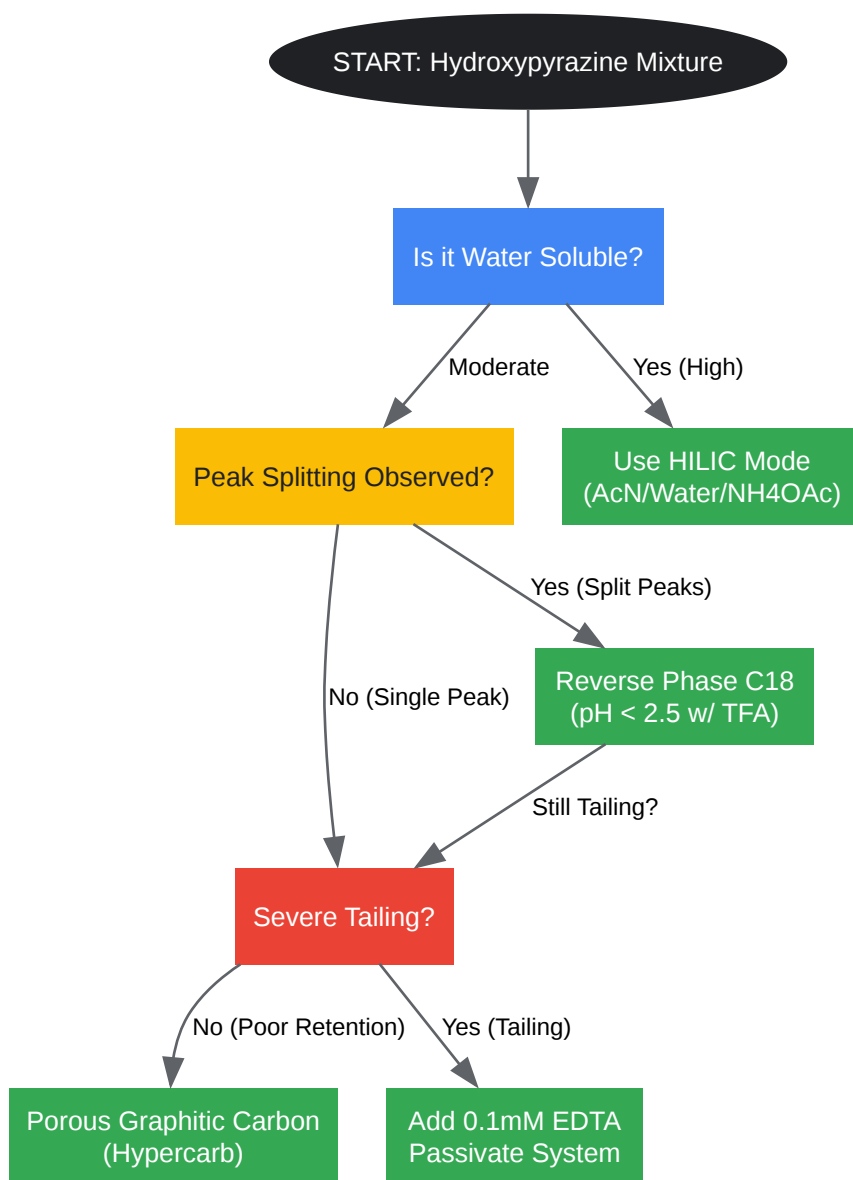 START: Hydroxypyrazine Mixture
Is it Water Soluble?
Moderate
Yes (High)
Peak Splitting Observed?
Use HILIC Mode
(AcN/Water/NH4OAc)
Yes (Split Peaks)
Reverse Phase C18
(pH < 2.5 w/ TFA)
No (Single Peak)
Still Tailing?
Severe Tailing?
No (Poor Retention)
Yes (Tailing)
Porous Graphitic Carbon
(Hypercarb)
Add 0.1mM EDTA
Passivate System